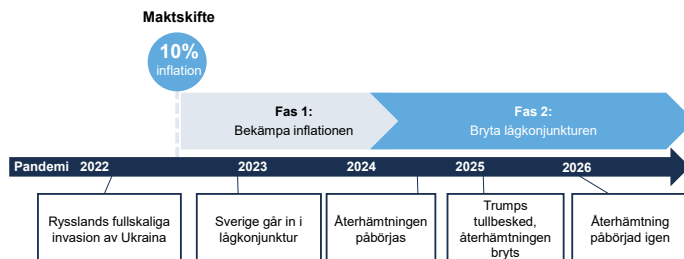 Maktskifte
10%
inflation
Fas 1:
Bekämpa inflationen
Fas 2:
Bryta lågkonjunkturen
Pandemi 2022 2023 2024 2025 2026
Rysslands fullskaliga
invasion av Ukraina
Sverige går in i
lågkonjunktur
Återhämtningen
påbörjas
Trumps
tullbesked,
återhämtningen
bryts
Återhämtning
påbörjad igen